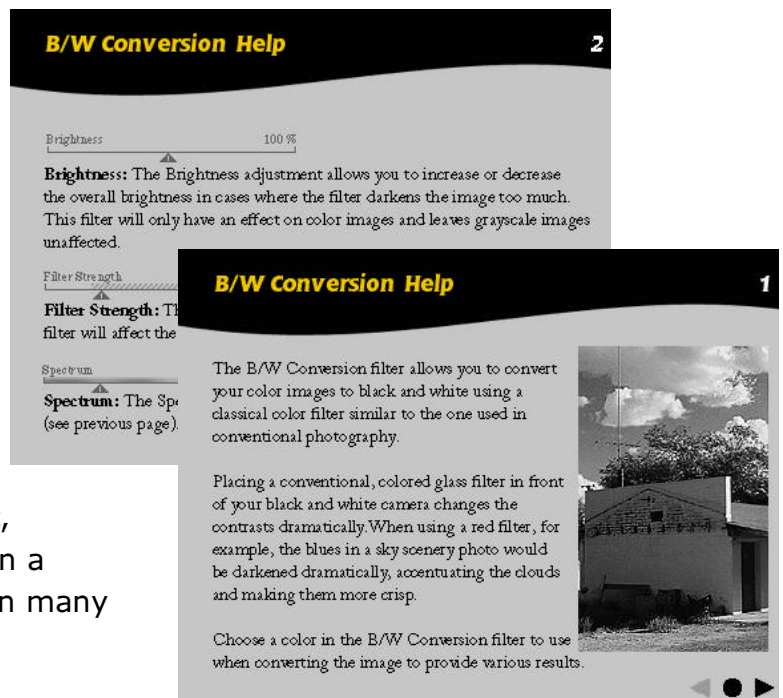 B/W Conversion Help
2
Brightness 100 %
Brightness: The Brightness adjustment allows you to increase or decrease
the overall brightness in cases where the filter darkens the image too much.
This filter will only have an effect on color images and leaves grayscale images
unaffected.
Filter Strength
Filter Strength:
filter will affect the
Spectrum
Spectrum: The
(see previous page).
B/W Conversion Help
1
The B/W Conversion filter allows you to convert
your color images to black and white using a
classical color filter similar to the one used in
conventional photography.
Placing a conventional, colored glass filter in front
of your black and white camera changes the
contrasts dramatically. When using a red filter, for
example, the blues in a sky scenery photo would
be darkened dramatically, accentuating the clouds
and making them more crisp.
Choose a color in the B/W Conversion filter to use
when converting the image to provide various results.
,
n a
n many